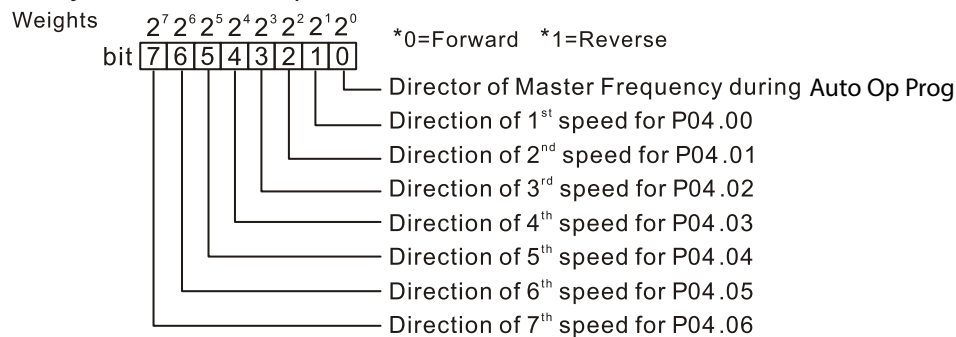 Weights 2⁷ 2⁶ 2⁵ 2⁴ 2³ 2² 2¹ 2⁰ *0=Forward *1=Reverse
bit 7 6 5 4 3 2 1 0
Director of Master Frequency during Auto Op Prog
Direction of 1ˢᵗ speed for P04.00
Direction of 2ⁿᵈ speed for P04.01
Direction of 3ʳᵈ speed for P04.02
Direction of 4ᵗʰ speed for P04.03
Direction of 5ᵗʰ speed for P04.04
Direction of 6ᵗʰ speed for P04.05
Direction of 7ᵗʰ speed for P04.06